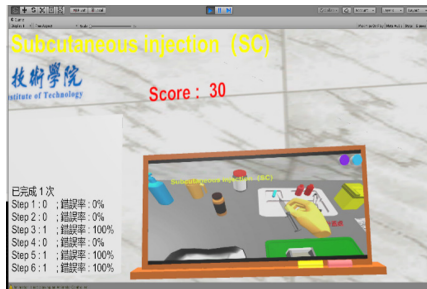 Subcutaneous injection (SC)
技術學院
stitute of Technology
Score : 30
Subcutaneous injection (SC)
已完成 1 次
Step 1 : 0 ; 錯誤率 : 0%
Step 2 : 0 ; 錯誤率 : 0%
Step 3 : 1 ; 錯誤率 : 100%
Step 4 : 0 ; 錯誤率 : 0%
Step 5 : 1 ; 錯誤率 : 100%
Step 6 : 1 ; 錯誤率 : 100%